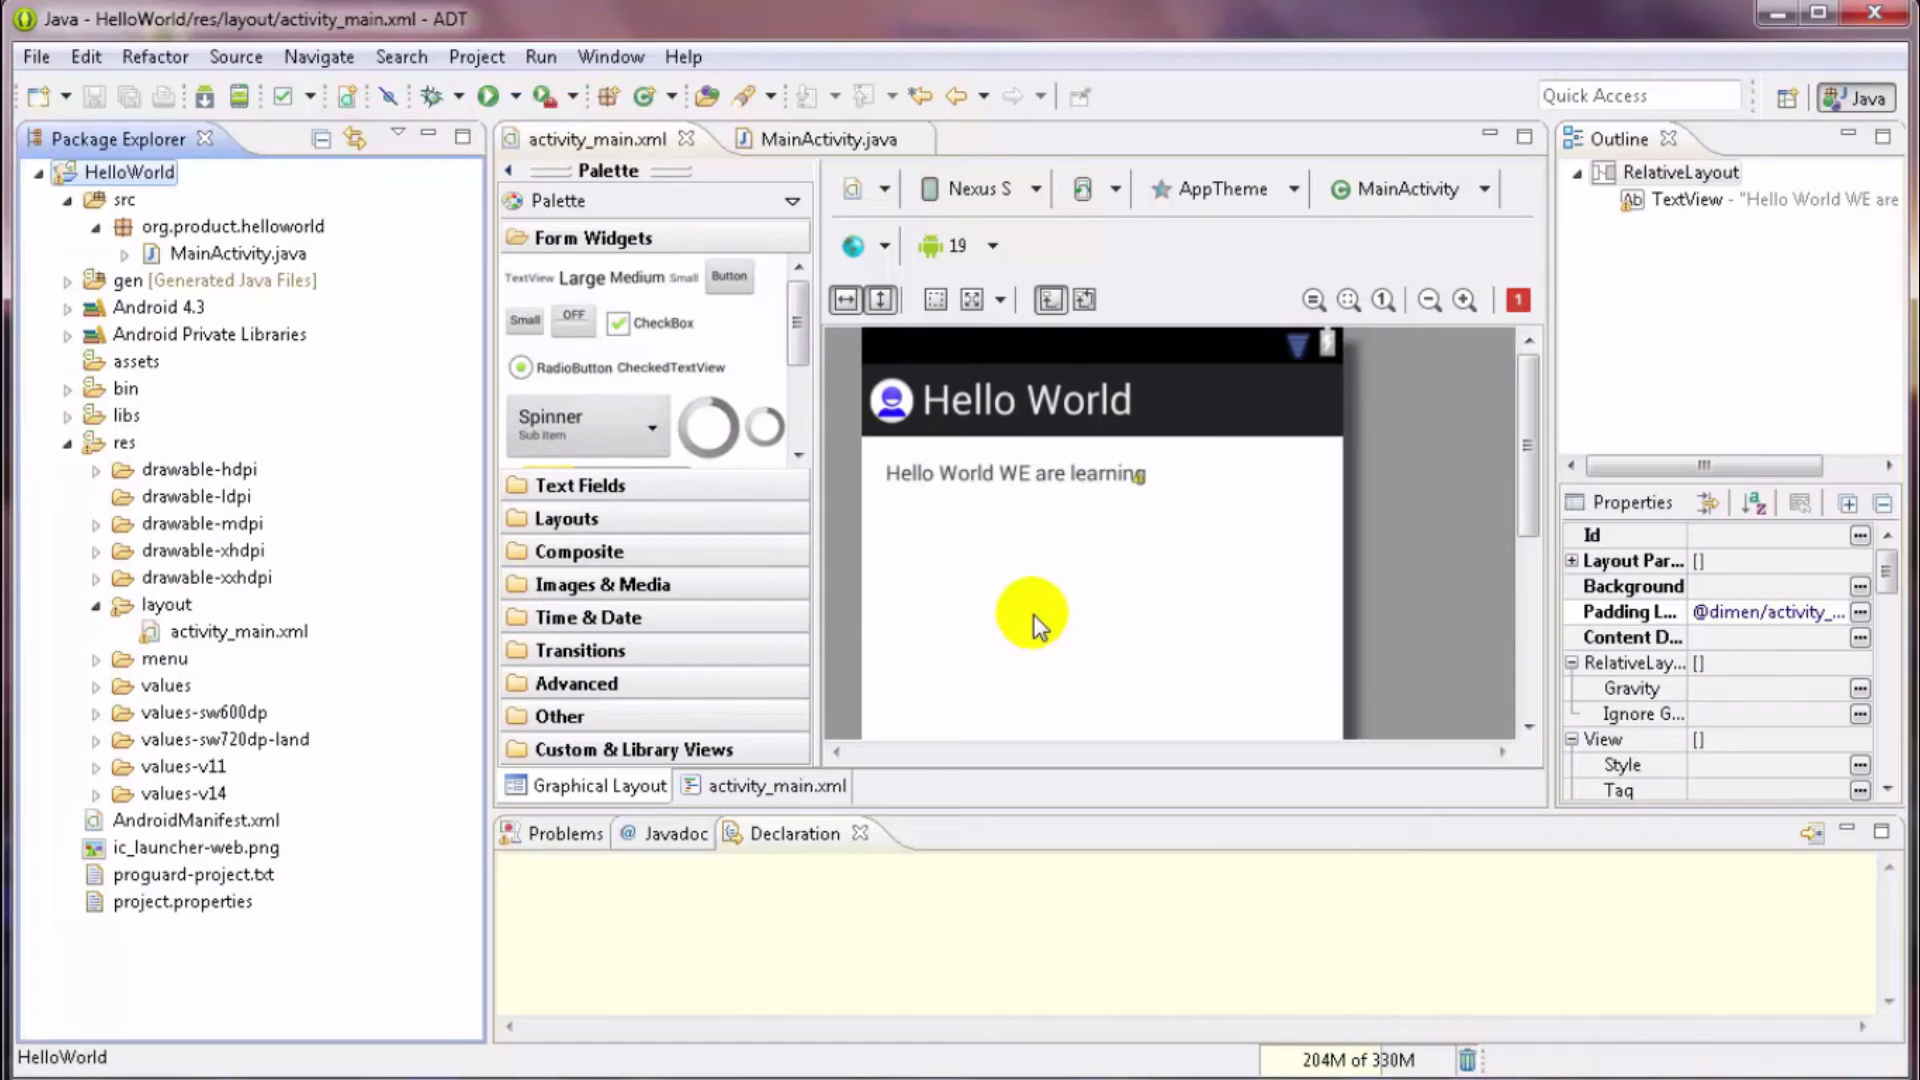 Java - HelloWorld/res/layout/activity_main.xml - ADT
File Edit Refactor Source Navigate Search Project Run Window Help
Quick Access
Java
Package Explorer
HelloWorld
src
org.product.helloworld
MainActivity.java
gen [Generated Java Files]
Android 4.3
Android Private Libraries
assets
bin
libs
res
drawable-hdpi
drawable-ldpi
drawable-mdpi
drawable-xhdpi
drawable-xxhdpi
layout
activity_main.xml
menu
values
values-sw600dp
values-sw720dp-land
values-v11
values-v14
AndroidManifest.xml
ic_launcher-web.png
proguard-project.txt
project.properties
activity_main.xml MainActivity.java
Palette
Palette
Form Widgets
TextView Large Medium Small Button
Small OFF CheckBox
RadioButton CheckedTextView
Spinner
Sub Item
Text Fields
Layouts
Composite
Images & Media
Time & Date
Transitions
Advanced
Other
Custom & Library Views
Nexus S AppTheme MainActivity
19
1 1
Hello World
Hello World WE are learning
Graphical Layout activity_main.xml
Problems @ Javadoc Declaration
Outline
RelativeLayout
Ab TextView - "Hello World WE are
Properties
Id
Layout Par... []
Background
Padding L... @dimen/activity_...
Content D...
RelativeLay... []
Gravity
Ignore G...
View []
Style
Tag
HelloWorld
204M of 330M